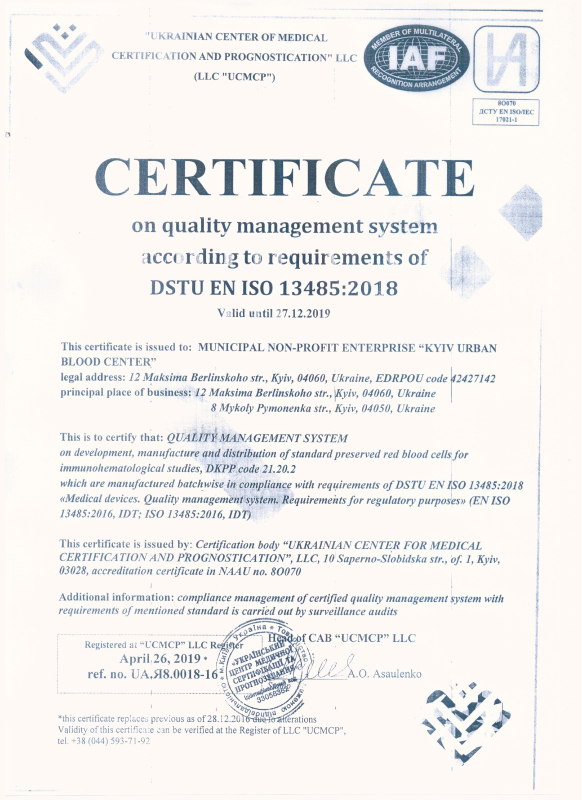 "UKRAINIAN CENTER OF MEDICAL
CERTIFICATION AND PROGNOSTICATION" LLC
(LLC "UCMCP")
MEMBER OF MULTILATERAL
IAF
RECOGNITION ARRANGEMENT
8О070
ДСТУ EN ISO/IEC
17021-1
CERTIFICATE
on quality management system
according to requirements of
DSTU EN ISO 13485:2018
Valid until 27.12.2019
This certificate is issued to: MUNICIPAL NON-PROFIT ENTERPRISE “KYIV URBAN
BLOOD CENTER”
legal address: 12 Maksima Berlinskoho str., Kyiv, 04060, Ukraine, EDRPOU code 42427142
principal place of business: 12 Maksima Berlinskoho str., Kyiv, 04060, Ukraine
8 Mykoly Pymonenka str., Kyiv, 04050, Ukraine
This is to certify that: QUALITY MANAGEMENT SYSTEM
on development, manufacture and distribution of standard preserved red blood cells for
immunohematological studies, DKPP code 21.20.2
which are manufactured batchwise in compliance with requirements of DSTU EN ISO 13485:2018
«Medical devices. Quality management system. Requirements for regulatory purposes» (EN ISO
13485:2016, IDT; ISO 13485:2016, IDT)
This certificate is issued by: Certification body “UKRAINIAN CENTER FOR MEDICAL
CERTIFICATION AND PROGNOSTICATION”, LLC, 10 Saperno-Slobidska str., of. 1, Kyiv,
03028, accreditation certificate in NAAU no. 8O070
Additional information: compliance management of certified quality management system with
requirements of mentioned standard is carried out by surveillance audits
Registered at “UCMCP” LLC Register
April 26, 2019
ref. no. UA.Я8.0018-16
Head of CAB “UCMCP” LLC
A.O. Asaulenko
Україна
м. Київ
"УКРАЇНСЬКИЙ
ЦЕНТР МЕДИЧНОЇ
СЕРТИФІКАЦІЇ ТА
ПРОГНОЗУВАННЯ"
*this certificate replaces previous as of 28.12.2016 due to alterations
Validity of this certificate can be verified at the Register of LLC "UCMCP",
tel. +38 (044) 593-71-92